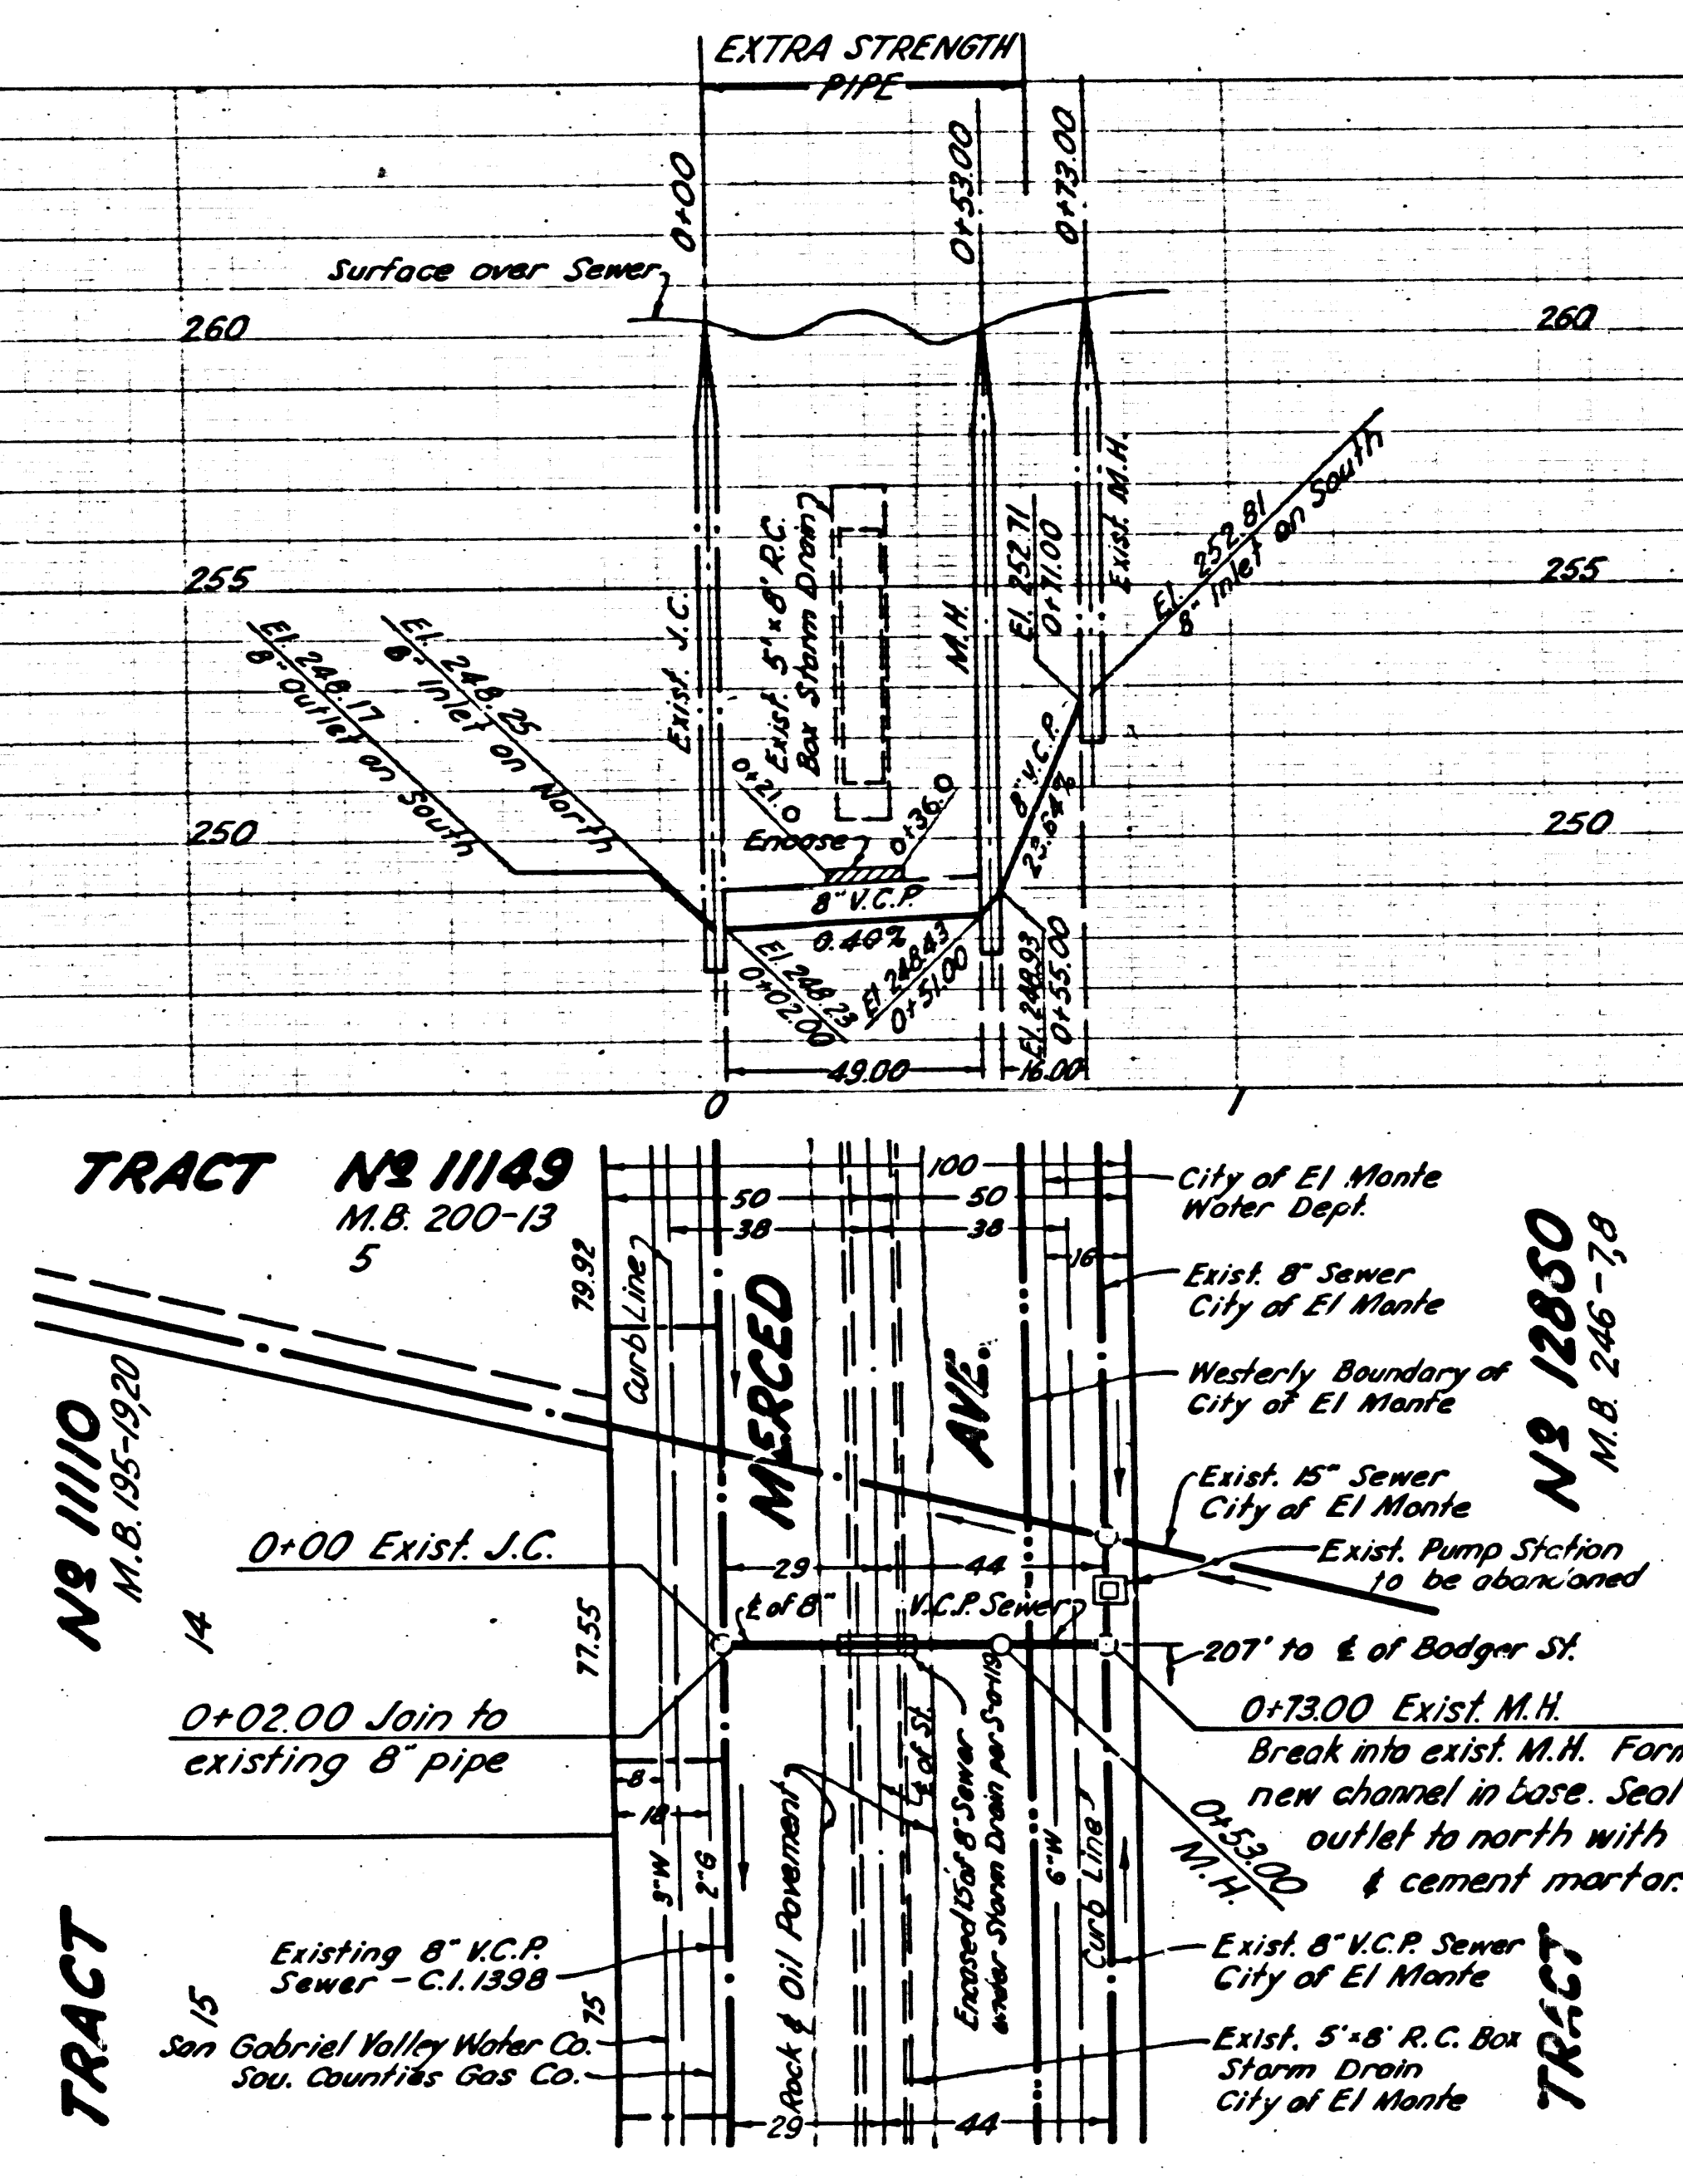 EXTRA STRENGTH
PIPE
0+00
0+53.00
0+73.00
Surface over Sewer
260
260
255
255
250
250
El. 248.17
8" Outlet on South
El. 248.25
8" Inlet on North
Exist. J.C.
Exist. 5' x 8' R.C.
Box Storm Drain
0+21.0
Encase
0+36.0
M.H.
El. 252.71
0+71.00
Exist. M.H.
El. 252.81
8" Inlet on South
8" V.C.P.
23.64%
8" V.C.P.
0.40%
El. 248.23
0+02.00
El. 248.43
0+51.00
El. 248.93
0+55.00
49.00
16.00
0
1
TRACT Nº 11149
M.B. 200-13
5
100
50
50
38
38
16
79.92
Curb Line
MERCED
AVE.
City of El Monte
Water Dept.
Exist. 8" Sewer
City of El Monte
Westerly Boundary of
City of El Monte
Nº 12850
M.B. 246-7,8
Nº 11110
M.B. 195-19,20
Exist. 15" Sewer
City of El Monte
Exist. Pump Station
to be abandoned
0+00 Exist. J.C.
29
44
℄ of 8"
V.C.P. Sewer
14
77.55
207' to ℄ of Bodger St.
0+02.00 Join to
existing 8" pipe
0+73.00 Exist. M.H.
Break into exist. M.H. Form
new channel in base. Seal
outlet to north with
& cement mortar.
8
18
℄ of St.
Encased 15' of 8" Sewer
under Storm Drain per S-a-119
0+53.00
M.H.
3"W
2"G
Rock & Oil Pavement
6"W
Curb Line
TRACT
Existing 8" V.C.P.
Sewer - C.I. 1398
15
75
San Gabriel Valley Water Co.
Sou. Counties Gas Co.
Exist. 8" V.C.P. Sewer
City of El Monte
Exist. 5'x8' R.C. Box
Storm Drain
City of El Monte
TRACT
29
44